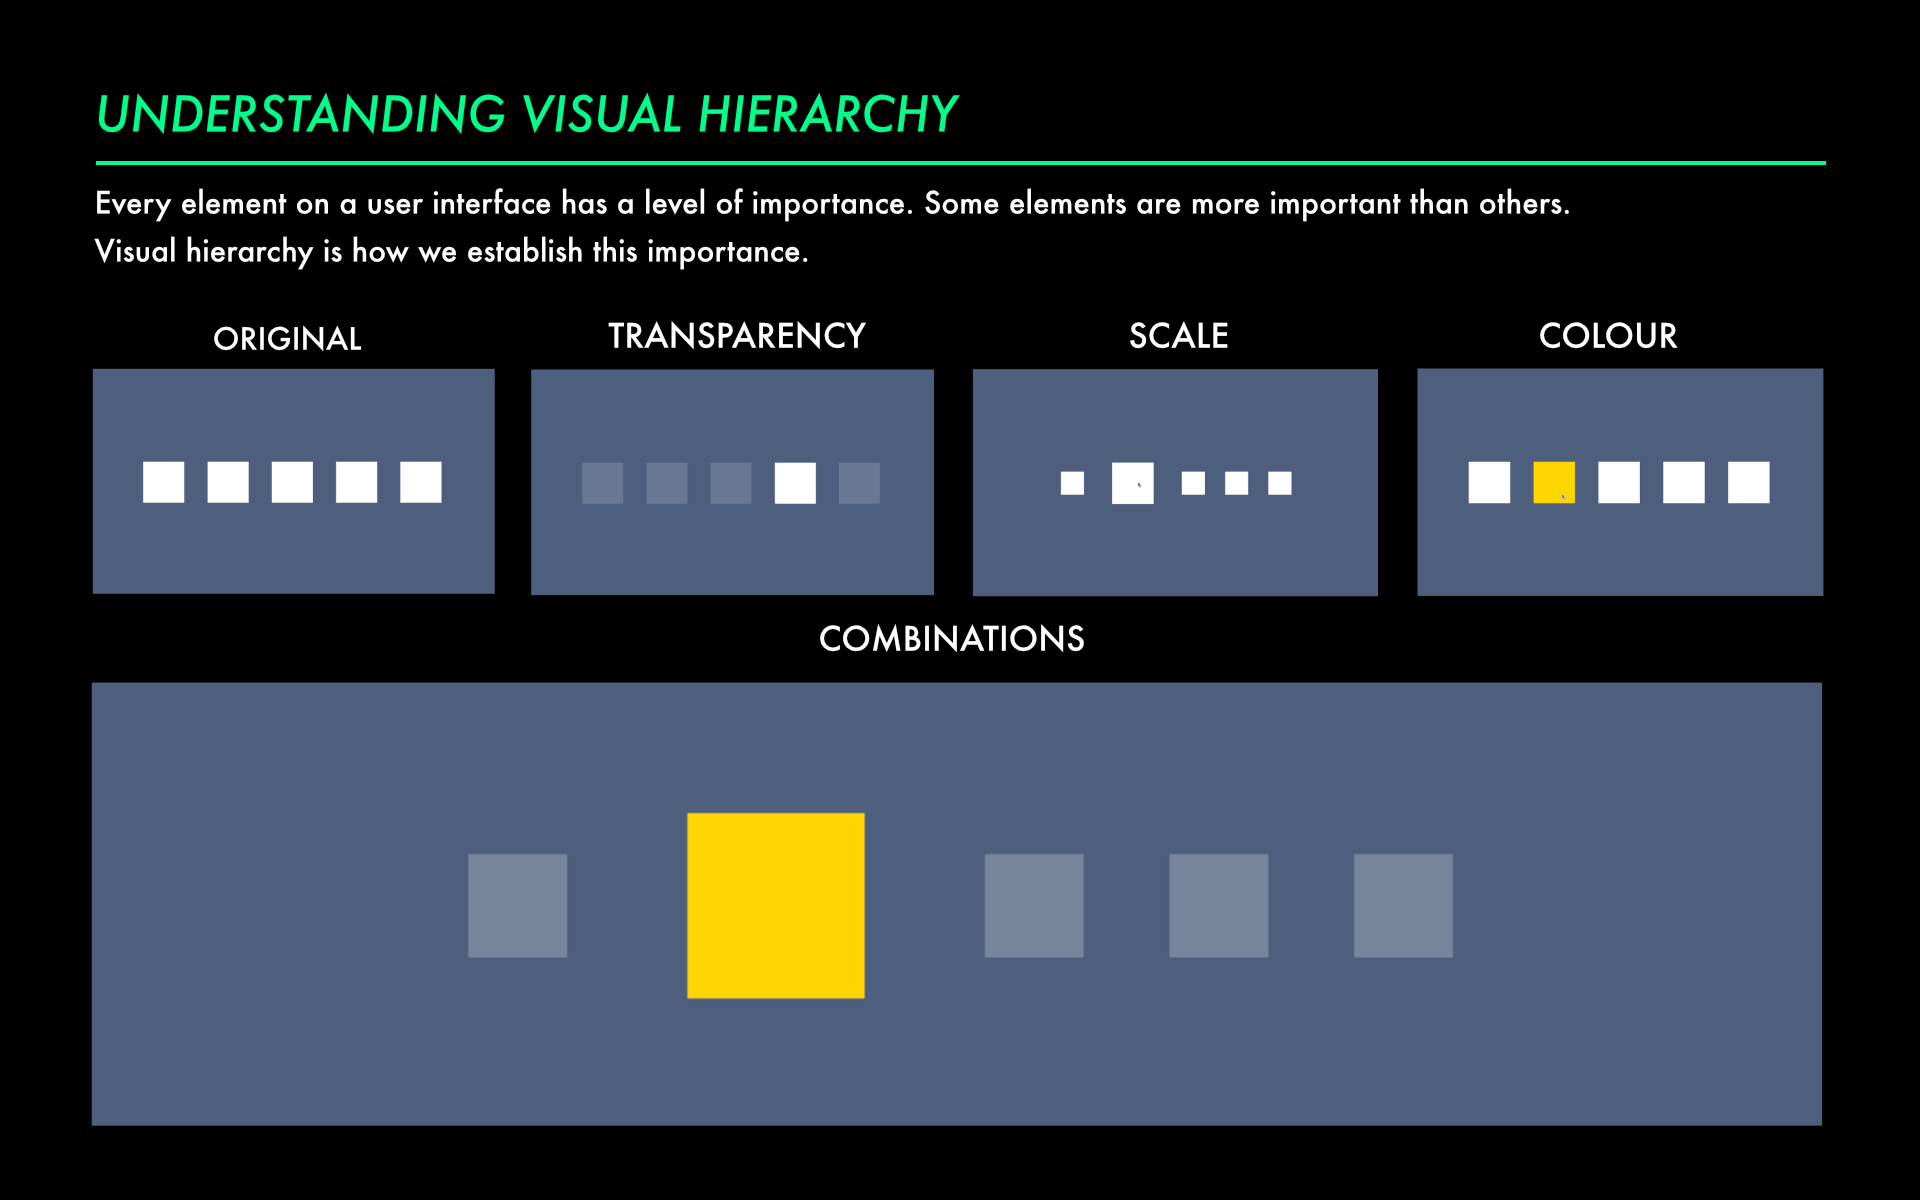 UNDERSTANDING VISUAL HIERARCHY
Every element on a user interface has a level of importance. Some elements are more important than others.
Visual hierarchy is how we establish this importance.
ORIGINAL
TRANSPARENCY
SCALE
COLOUR
COMBINATIONS